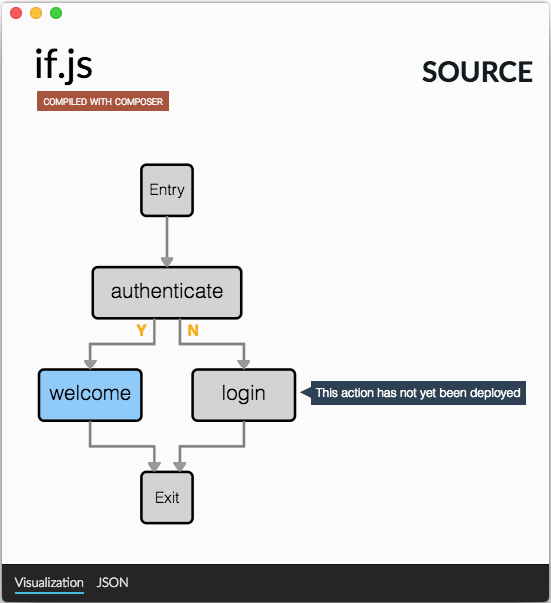 if.js
SOURCE
COMPILED WITH COMPOSER
Entry
authenticate
Y N
welcome
login
This action has not yet been deployed
Exit
Visualization JSON